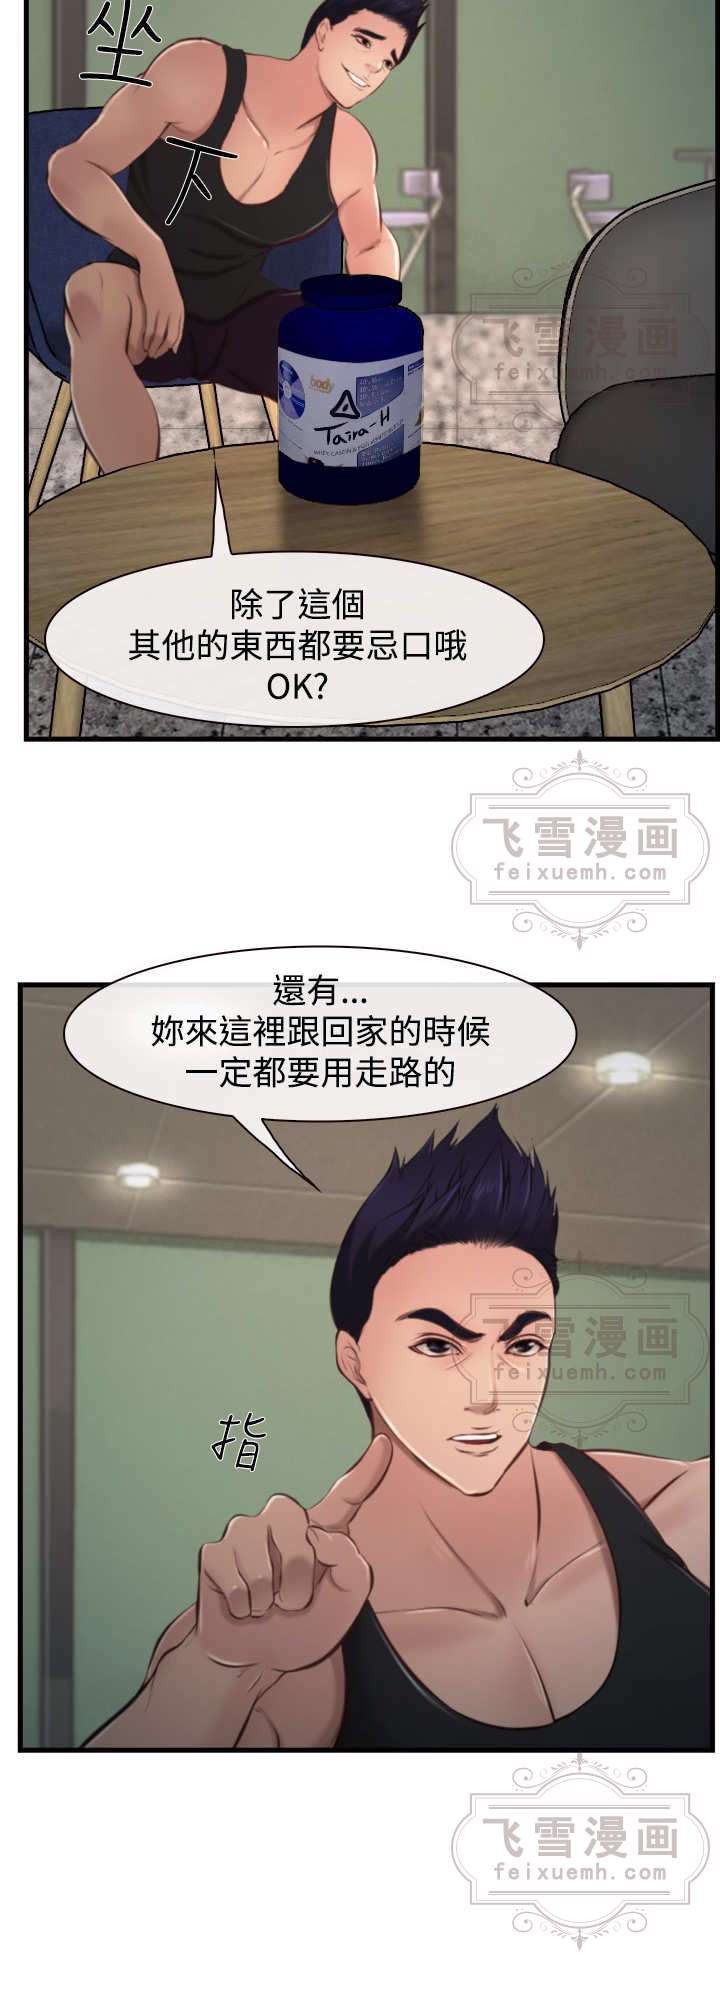 坐下
飞雪漫画
feixuemh.com
body
Taira-H
除了這個
其他的東西都要忌口哦
OK?
飞雪漫画
feixuemh.com
還有...
妳來這裡跟回家的時候
一定都要用走路的
飞雪漫画
feixuemh.com
指
飞雪漫画
feixuemh.com